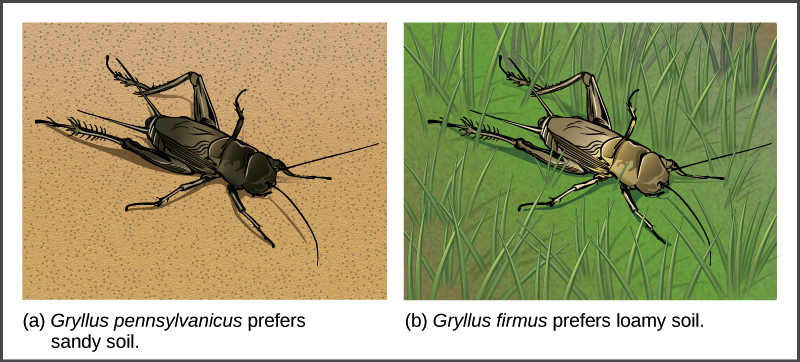 (a) Gryllus pennsylvanicus prefers
sandy soil.
(b) Gryllus firmus prefers loamy soil.